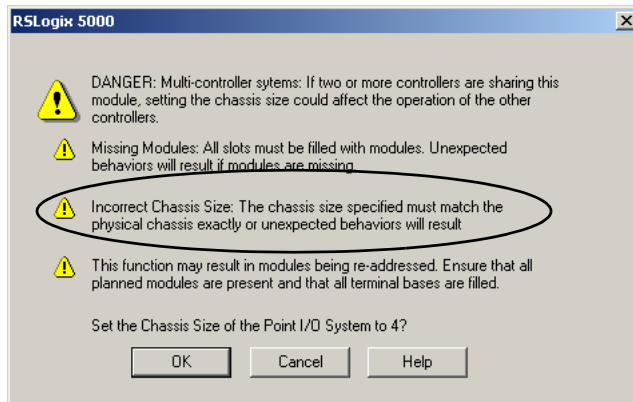 RSLogix 5000
DANGER: Multi-controller sytems: If two or more controllers are sharing this
module, setting the chassis size could affect the operation of the other
controllers.
Missing Modules: All slots must be filled with modules. Unexpected
behaviors will result if modules are missing.
Incorrect Chassis Size: The chassis size specified must match the
physical chassis exactly or unexpected behaviors will result
This function may result in modules being re-addressed. Ensure that all
planned modules are present and that all terminal bases are filled.
Set the Chassis Size of the Point I/O System to 4?
OK Cancel Help